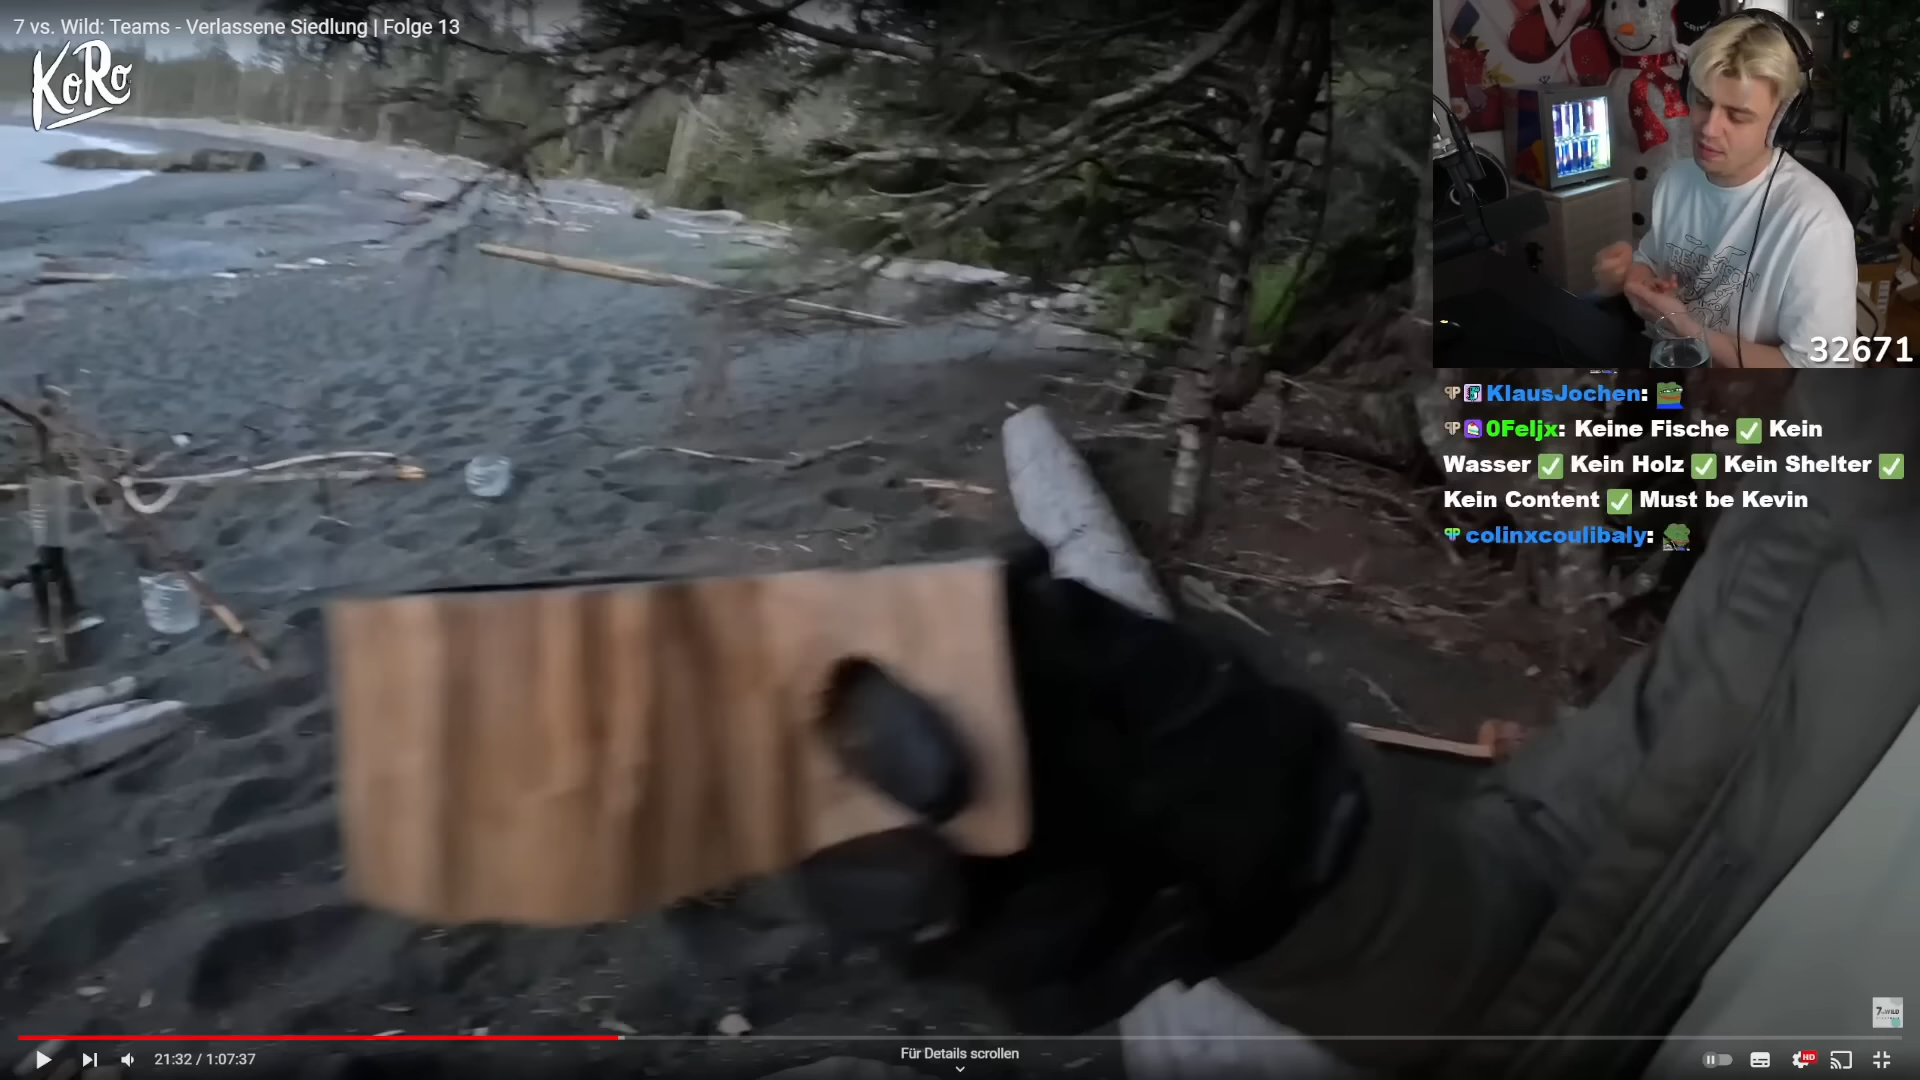 7 vs. Wild: Teams - Verlassene Siedlung | Folge 13
KoRo
32671
KlausJochen:
0Feljx: Keine Fische ✅ Kein
Wasser ✅ Kein Holz ✅ Kein Shelter ✅
Kein Content ✅ Must be Kevin
colinxcoulibaly:
21:32 / 1:07:37
Für Details scrollen
HD